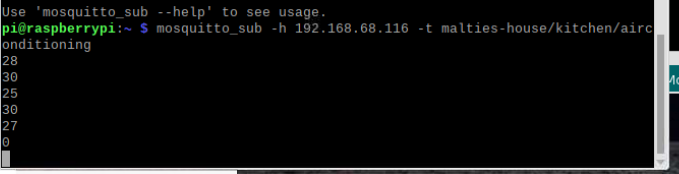 Use 'mosquitto_sub --help' to see usage.
pi@raspberrypi:~ $ mosquitto_sub -h 192.168.68.116 -t malties-house/kitchen/airc
onditioning
28
30
25
30
27
0